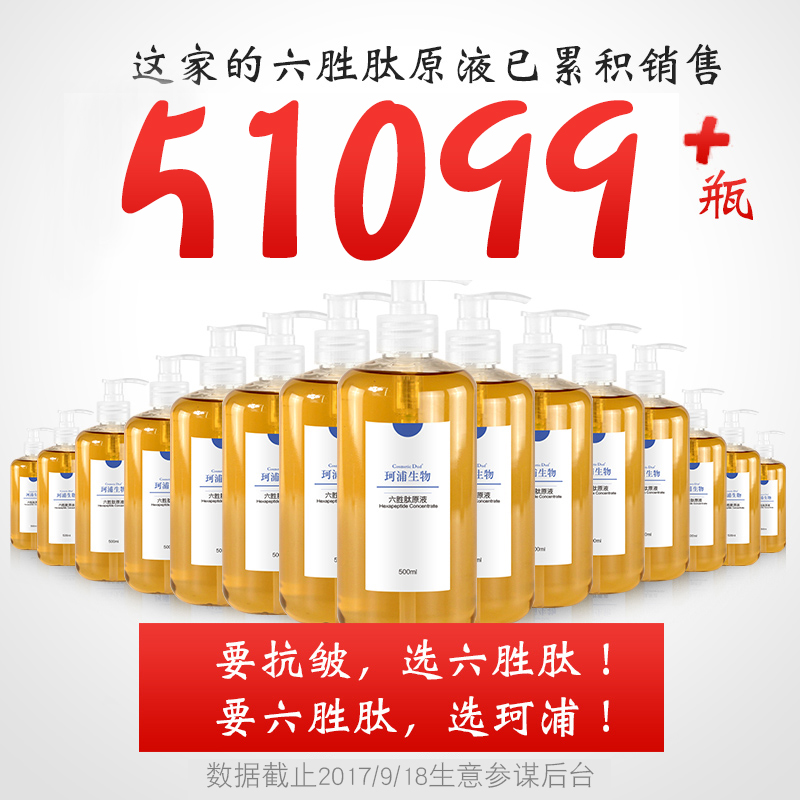 这家的六胜肽原液已累积销售
51099+瓶
Cosmetic Deaf
珂浦生物
六胜肽原液
Hexapeptide Concentrate
500ml
要抗皱，选六胜肽！
要六胜肽，选珂浦！
数据截止2017/9/18生意参谋后台